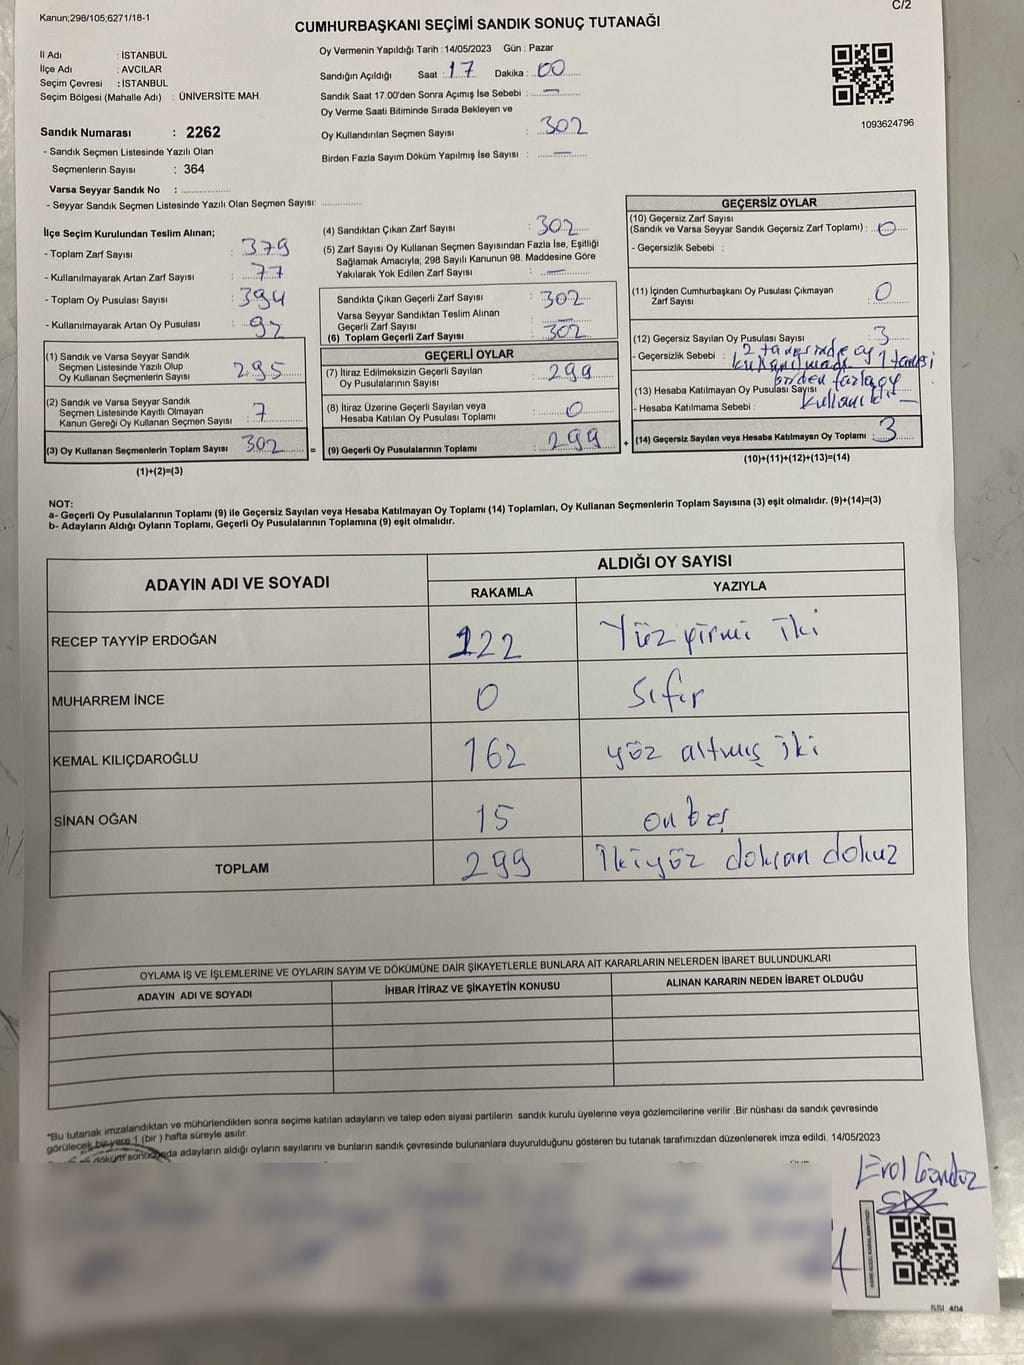 Kanun;298/105,6271/18-1
C/2
CUMHURBAŞKANI SEÇİMİ SANDIK SONUÇ TUTANAĞI
İl Adı : İSTANBUL
İlçe Adı : AVCILAR
Seçim Çevresi : İSTANBUL
Seçim Bölgesi (Mahalle Adı) : ÜNİVERSİTE MAH.
Sandık Numarası : 2262
- Sandık Seçmen Listesinde Yazılı Olan
Seçmenlerin Sayısı : 364
Varsa Seyyar Sandık No :
- Seyyar Sandık Seçmen Listesinde Yazılı Olan Seçmen Sayısı:
Oy Vermenin Yapıldığı Tarih : 14/05/2023 Gün : Pazar
Sandığın Açıldığı Saat : 17 Dakika : 00
Sandık Saat 17.00'den Sonra Açımış İse Sebebi : —
Oy Verme Saati Bitiminde Sırada Bekleyen ve
Oy Kullandırılan Seçmen Sayısı : 302
Birden Fazla Sayım Döküm Yapılmış İse Sayısı : —
1093624796
İlçe Seçim Kurulundan Teslim Alınan;
- Toplam Zarf Sayısı : 379
- Kullanılmayarak Artan Zarf Sayısı : 77
- Toplam Oy Pusulası Sayısı : 394
- Kullanılmayarak Artan Oy Pusulası : 92
(1) Sandık ve Varsa Seyyar Sandık
Seçmen Listesinde Yazılı Olup
Oy Kullanan Seçmenlerin Sayısı 295
(2) Sandık ve Varsa Seyyar Sandık
Seçmen Listesinde Kayıtlı Olmayan
Kanun Gereği Oy Kullanan Seçmen Sayısı 7
(3) Oy Kullanan Seçmenlerin Toplam Sayısı 302
(1)+(2)=(3)
(4) Sandıktan Çıkan Zarf Sayısı : 302
(5) Zarf Sayısı Oy Kullanan Seçmen Sayısından Fazla İse, Eşitliği
Sağlamak Amacıyla; 298 Sayılı Kanunun 98. Maddesine Göre
Yakılarak Yok Edilen Zarf Sayısı : —
Sandıkta Çıkan Geçerli Zarf Sayısı : 302
Varsa Seyyar Sandıktan Teslim Alınan
Geçerli Zarf Sayısı
(6) Toplam Geçerli Zarf Sayısı : 302
GEÇERLİ OYLAR
(7) İtiraz Edilmeksizin Geçerli Sayılan
Oy Pusulalarının Sayısı : 299
(8) İtiraz Üzerine Geçerli Sayılan veya
Hesaba Katılan Oy Pusulası Toplamı : 0
= (9) Geçerli Oy Pusulalarının Toplamı : 299
GEÇERSİZ OYLAR
(10) Geçersiz Zarf Sayısı
(Sandık ve Varsa Seyyar Sandık Geçersiz Zarf Toplamı) : 0
- Geçersizlik Sebebi :
(11) İçinden Cumhurbaşkanı Oy Pusulası Çıkmayan
Zarf Sayısı : 0
(12) Geçersiz Sayılan Oy Pusulası Sayısı : 3
- Geçersizlik Sebebi : 2 tanesinde oy
kullanılmadı 1 tanesi
birden fazla oy
kullanıldı
(13) Hesaba Katılmayan Oy Pusulası Sayısı
- Hesaba Katılmama Sebebi : —
+ (14) Geçersiz Sayılan veya Hesaba Katılmayan Oy Toplamı : 3
(10)+(11)+(12)+(13)=(14)
NOT:
a- Geçerli Oy Pusulalarının Toplamı (9) ile Geçersiz Sayılan veya Hesaba Katılmayan Oy Toplamı (14) Toplamları, Oy Kullanan Seçmenlerin Toplam Sayısına (3) eşit olmalıdır. (9)+(14)=(3)
b- Adayların Aldığı Oyların Toplamı, Geçerli Oy Pusulalarının Toplamına (9) eşit olmalıdır.
ADAYIN ADI VE SOYADI
ALDIĞI OY SAYISI
RAKAMLA YAZIYLA
RECEP TAYYİP ERDOĞAN 122 Yüz yirmi iki
MUHARREM İNCE 0 Sıfır
KEMAL KILIÇDAROĞLU 162 yüz altmış iki
SİNAN OĞAN 15 on beş
TOPLAM 299 İkiyüz doksan dokuz
OYLAMA İŞ VE İŞLEMLERİNE VE OYLARIN SAYIM VE DÖKÜMÜNE DAİR ŞİKAYETLERLE BUNLARA AİT KARARLARIN NELERDEN İBARET BULUNDUKLARI
ADAYIN ADI VE SOYADI İHBAR İTİRAZ VE ŞİKAYETİN KONUSU ALINAN KARARIN NEDEN İBARET OLDUĞU
*Bu tutanak imzalandıktan ve mühürlendikten sonra seçime katılan adayların ve talep eden siyasi partilerin sandık kurulu üyelerine veya gözlemcilerine verilir .Bir nüshası da sandık çevresinde
görülecek bir yere 1 (bir ) hafta süreyle asılır.
döküm sonucunda adayların aldığı oyların sayılarını ve bunların sandık çevresinde bulunanlara duyurulduğunu gösteren bu tutanak tarafımızdan düzenlenerek imza edildi. 14/05/2023
Erol Gündüz